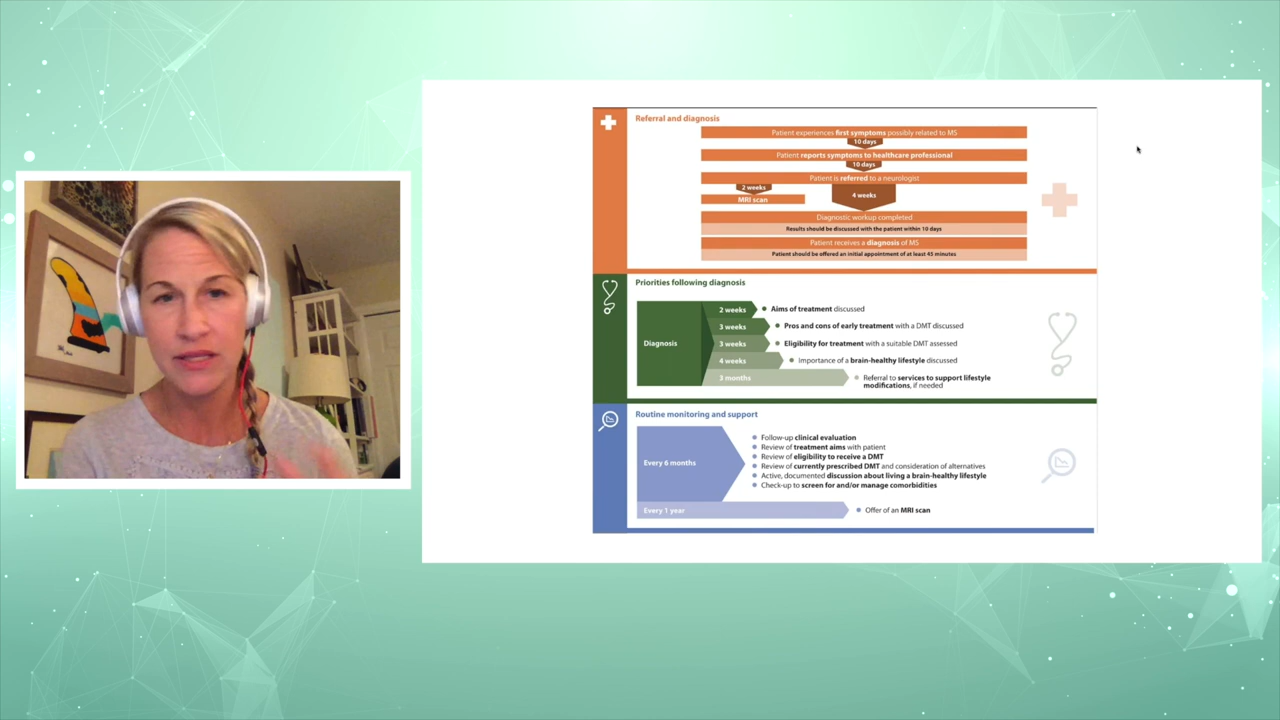 Referral and diagnosis
Patient experiences first symptoms possibly related to MS
10 days
Patient reports symptoms to healthcare professional
10 days
Patient is referred to a neurologist
2 weeks
4 weeks
MRI scan
Diagnostic workup completed
Results should be discussed with the patient within 10 days
Patient receives a diagnosis of MS
Patient should be offered an initial appointment of at least 45 minutes
Priorities following diagnosis
Diagnosis
2 weeks
Aims of treatment discussed
3 weeks
Pros and cons of early treatment with a DMT discussed
3 weeks
Eligibility for treatment with a suitable DMT assessed
4 weeks
Importance of a brain-healthy lifestyle discussed
3 months
Referral to services to support lifestyle
modifications, if needed
Routine monitoring and support
Every 6 months
Follow-up clinical evaluation
Review of treatment aims with patient
Review of eligibility to receive a DMT
Review of currently prescribed DMT and consideration of alternatives
Active, documented discussion about living a brain-healthy lifestyle
Check-up to screen for and/or manage comorbidities
Every 1 year
Offer of an MRI scan